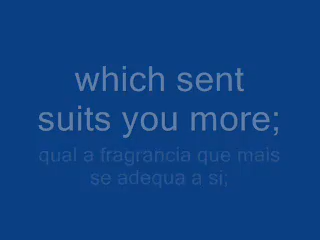 which sent
suits you more;
qual a fragrancia que mais
se adequa a si;